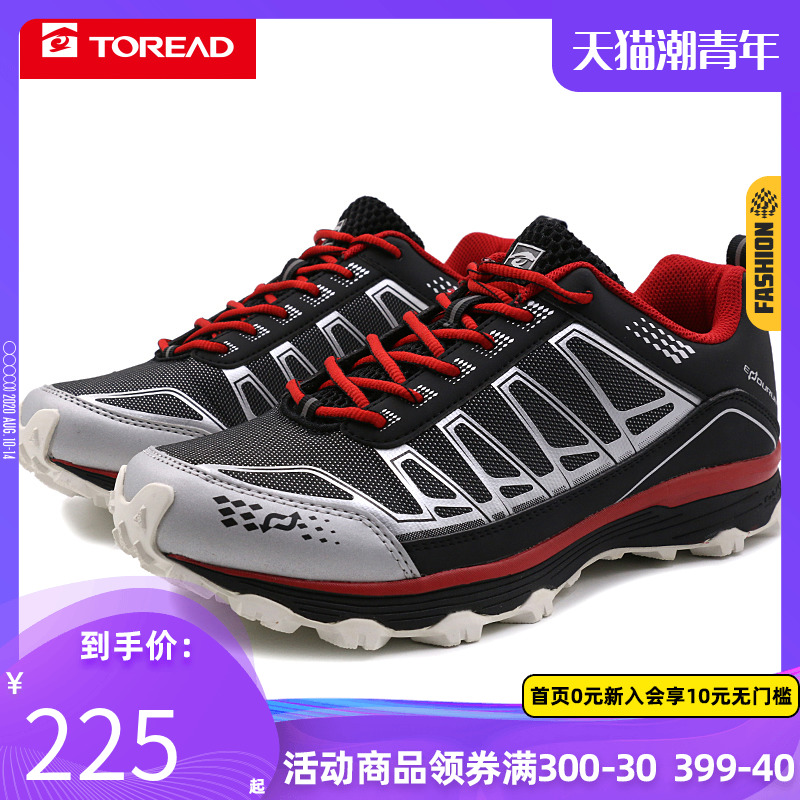 TOREAD
天猫潮青年
FASHION
2020 AUG.10-14
到手价：
¥
225
起
首页0元新入会享10元无门槛
活动商品领券满300-30 399-40